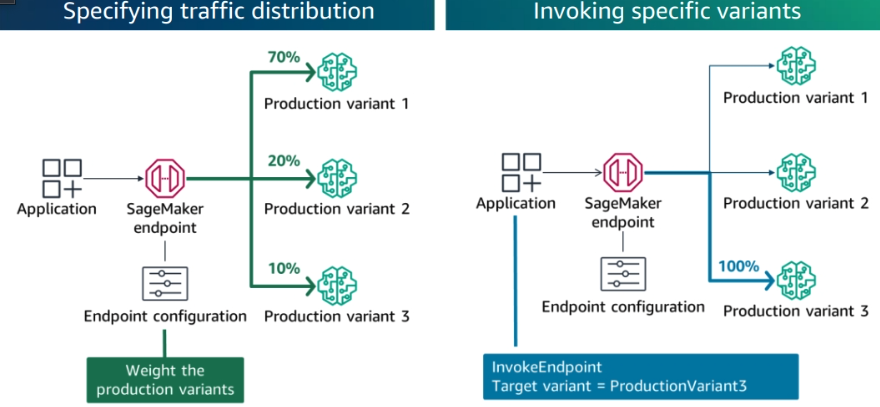 Specifying traffic distribution
70%
Production variant 1
20%
Application
SageMaker
endpoint
Production variant 2
10%
Endpoint configuration
Production variant 3
Weight the
production variants
Invoking specific variants
Production variant 1
Application
SageMaker
endpoint
Production variant 2
100%
Endpoint configuration
Production variant 3
InvokeEndpoint
Target variant = ProductionVariant3